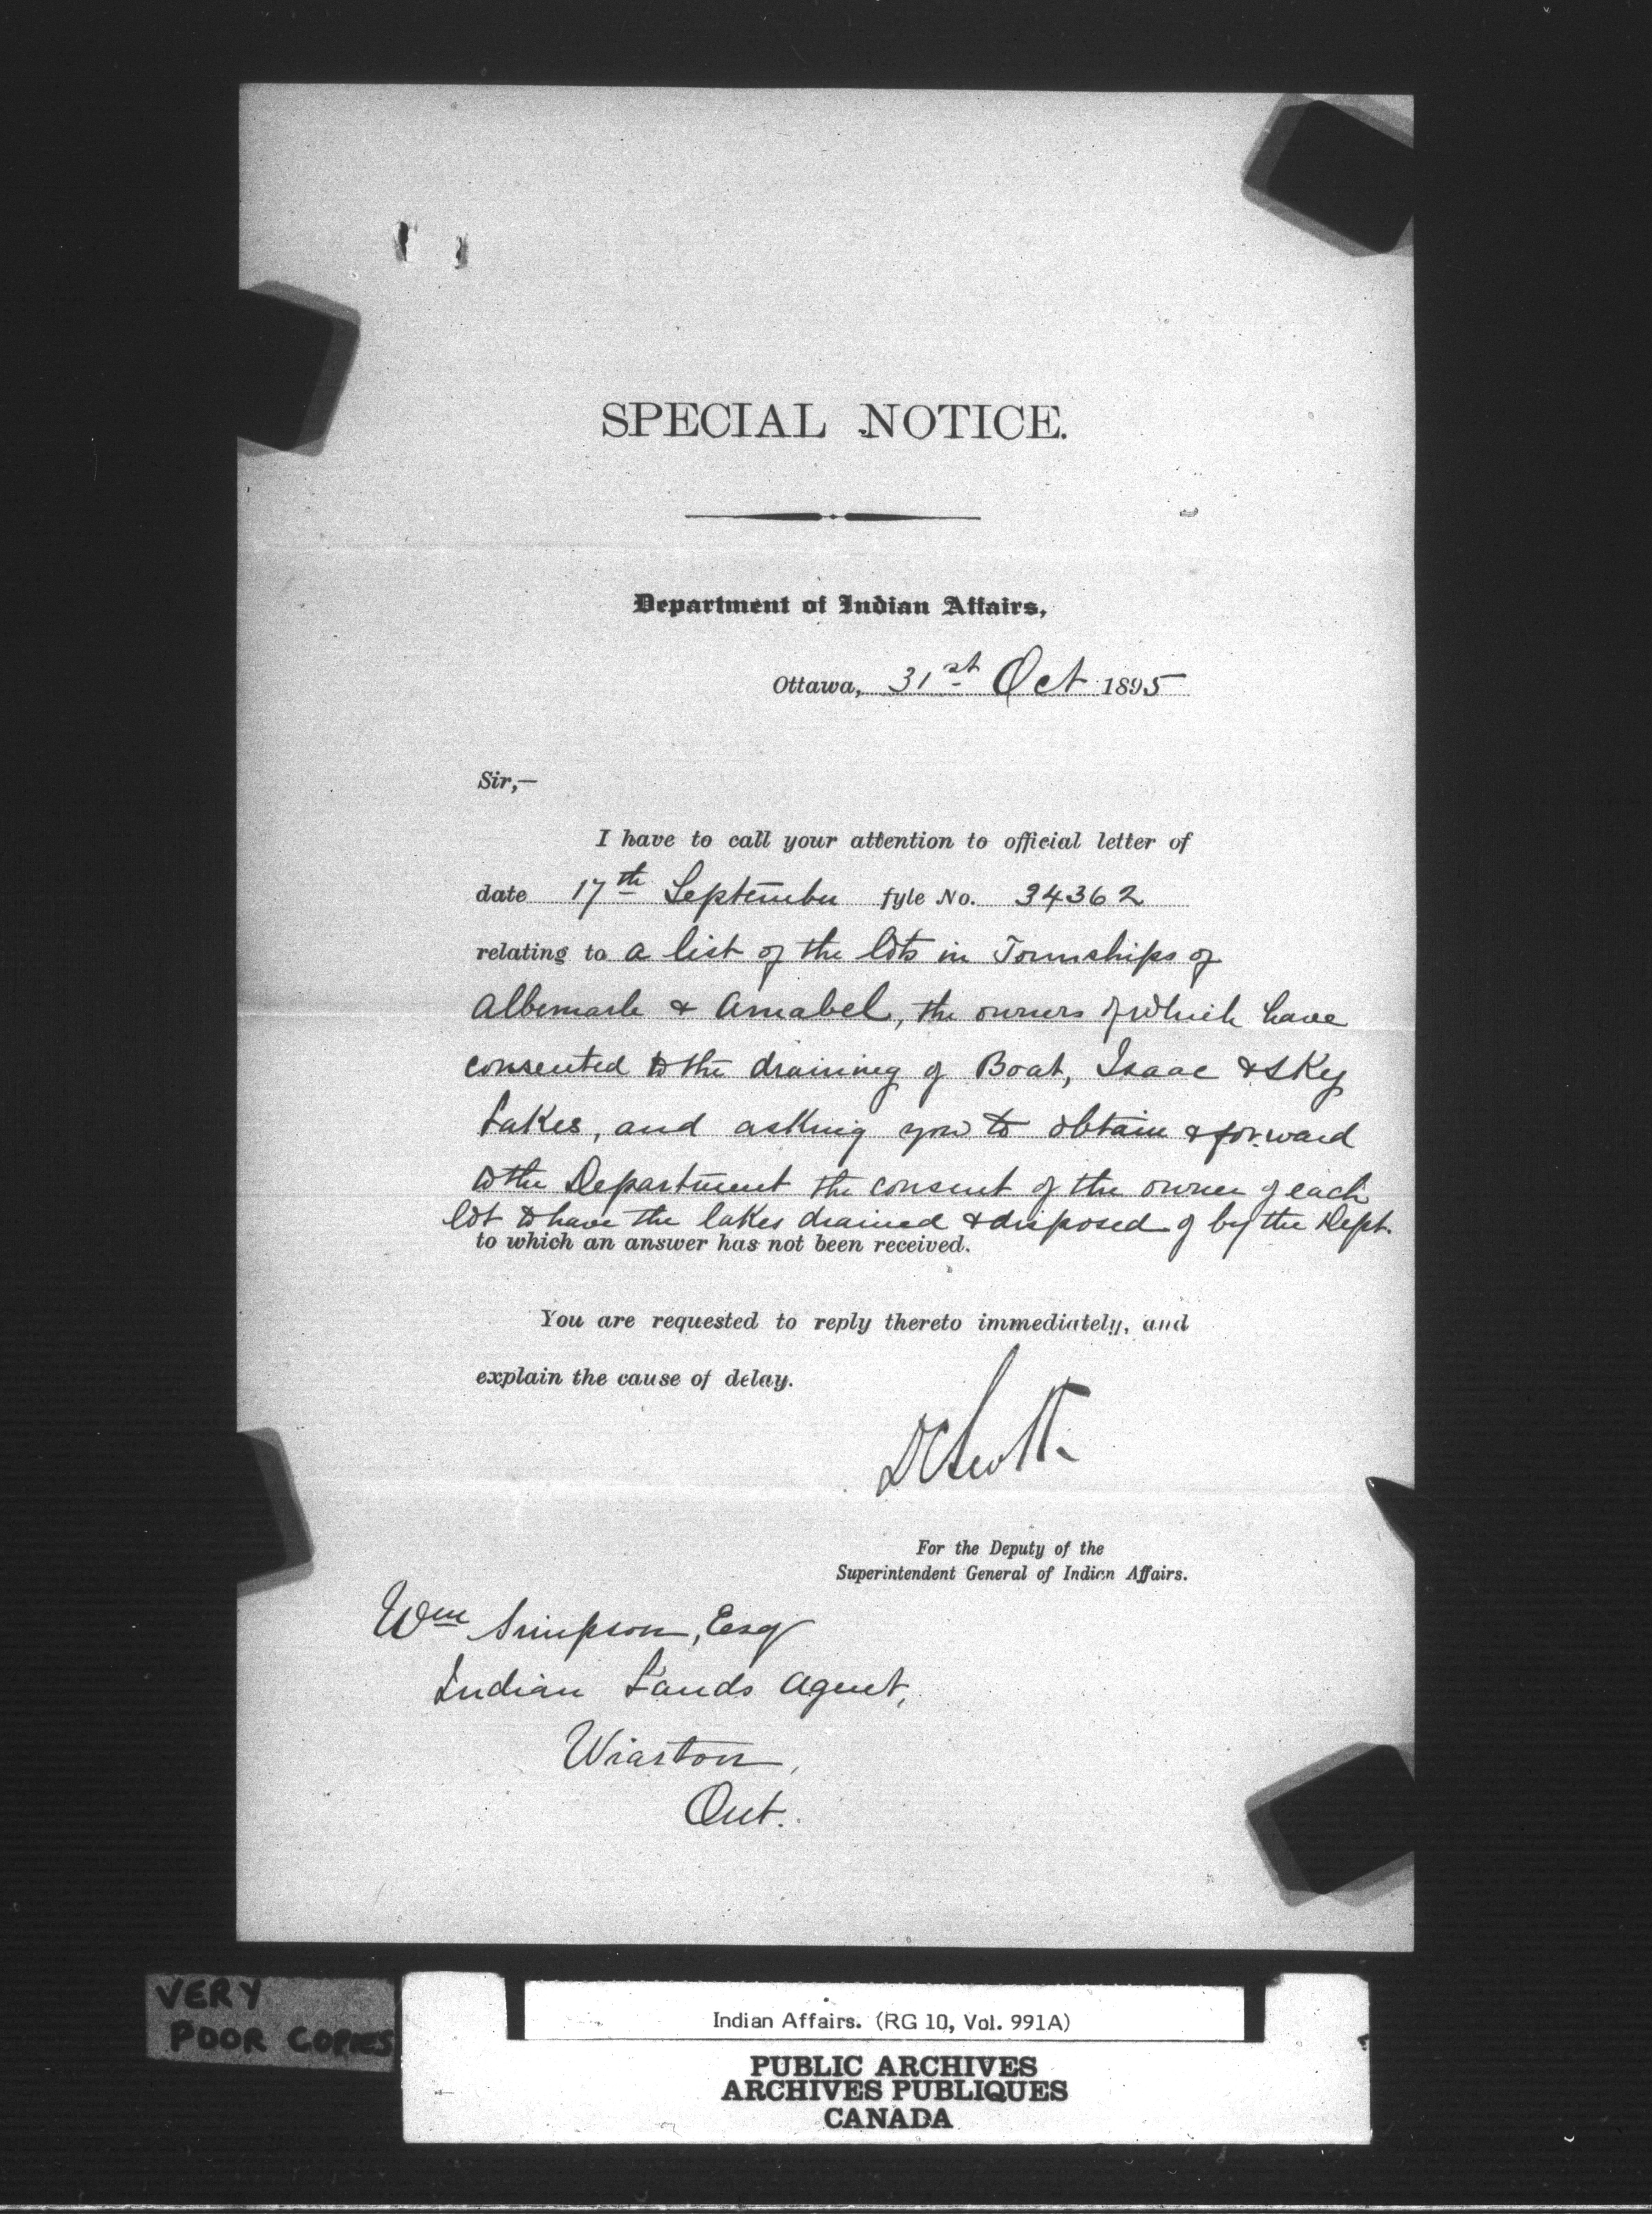 SPECIAL NOTICE.
Department of Indian Affairs,
Ottawa, 31st Oct 1895
Sir,—
I have to call your attention to official letter of
date 17th September fyle No. 34362
relating to a list of the lots in Townships of
Albemarle & Amabel, the owners of which have
consented to the draining of Boat, Isaac & Sky
Lakes, and asking you to obtain & forward
to the Department the consent of the owner of each
lot to have the lakes drained & disposed of by the Dept.
to which an answer has not been received.
You are requested to reply thereto immediately, and
explain the cause of delay.
DCScott
For the Deputy of the
Superintendent General of Indian Affairs.
Wm Simpson, Esq
Indian Lands Agent,
Wiarton,
Ont.
VERY
POOR COPIES
Indian Affairs. (RG 10, Vol. 991A)
PUBLIC ARCHIVES
ARCHIVES PUBLIQUES
CANADA